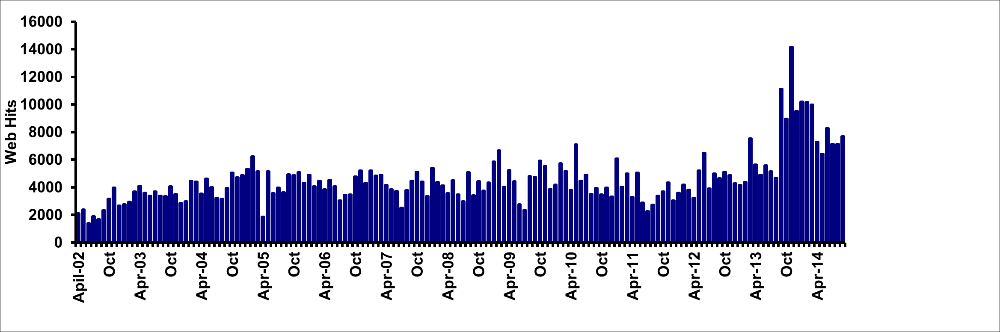 Web Hits
16000
14000
12000
10000
8000
6000
4000
2000
0
Apil-02
Oct
Apr-03
Oct
Apr-04
Oct
Apr-05
Oct
Apr-06
Oct
Apr-07
Oct
Apr-08
Oct
Apr-09
Oct
Apr-10
Oct
Apr-11
Oct
Apr-12
Oct
Apr-13
Oct
Apr-14